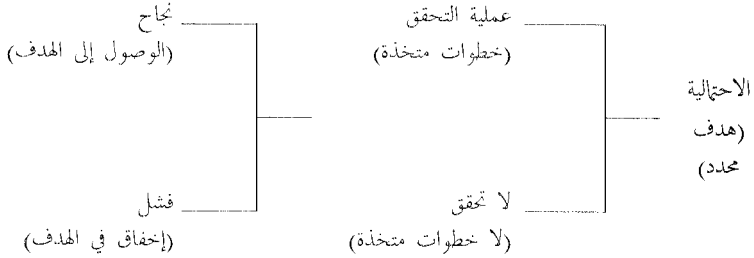 الاحتمالية
(هدف
محدد)
عملية التحقق
(خطوات متخذة)
لا تحقق
(لا خطوات متخذة)
نجاح
(الوصول إلى الهدف)
فشل
(إخفاق في الهدف)